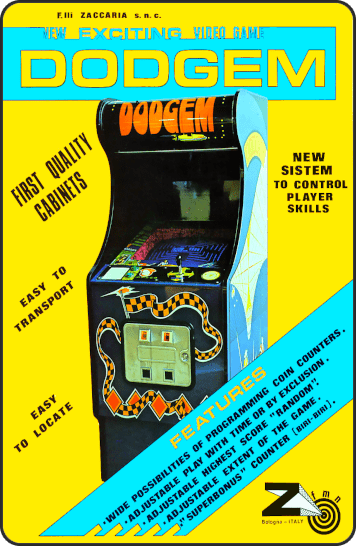 F.lli ZACCARIA s.n.c.
NEW EXCITING VIDEO GAME
DODGEM
DODGEM
FIRST QUALITY
CABINETS
NEW
SISTEM
TO CONTROL
PLAYER
SKILLS
EASY TO
TRANSPORT
EASY
TO LOCATE
FEATURES
·WIDE POSSIBILITIES OF PROGRAMMING COIN COUNTERS.
·ADJUSTABLE PLAY WITH TIME OR BY EXCLUSION.
·ADJUSTABLE HIGHEST SCORE "RANDOM".
·ADJUSTABLE EXTENT OF THE GAME.
·"SUPERBONUS" COUNTER (BIRI-BIRI).
Z
f m n
Bologna - ITALY